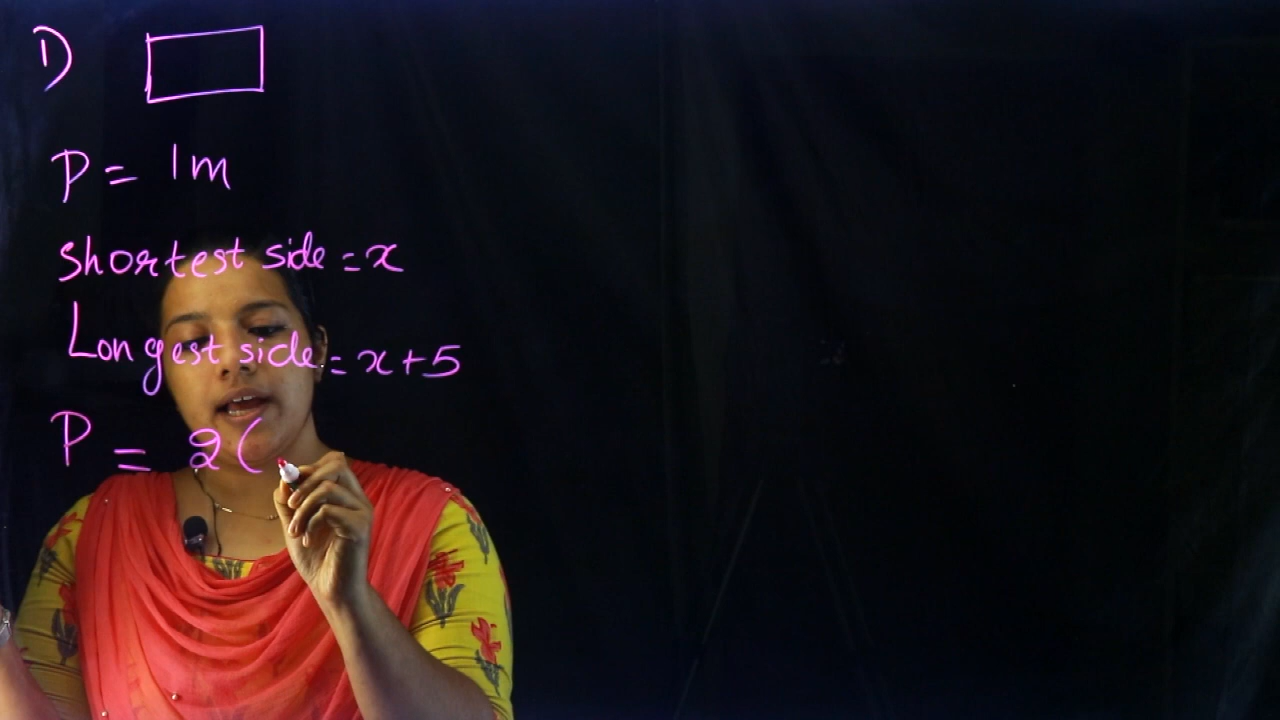 1)
P = 1m
Shortest side = x
Longest side = x+5
P = 2(